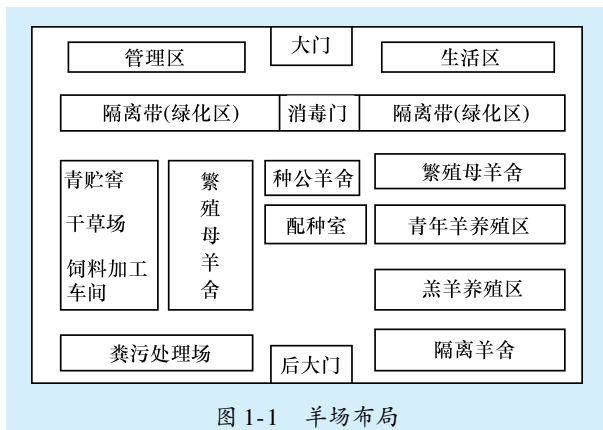 管理区
大门
生活区
隔离带(绿化区)
消毒门
隔离带(绿化区)
青贮窖
干草场
饲料加工
车间
繁
殖
母
羊
舍
种公羊舍
配种室
繁殖母羊舍
青年羊养殖区
羔羊养殖区
隔离羊舍
粪污处理场
后大门
图 1-1 羊场布局